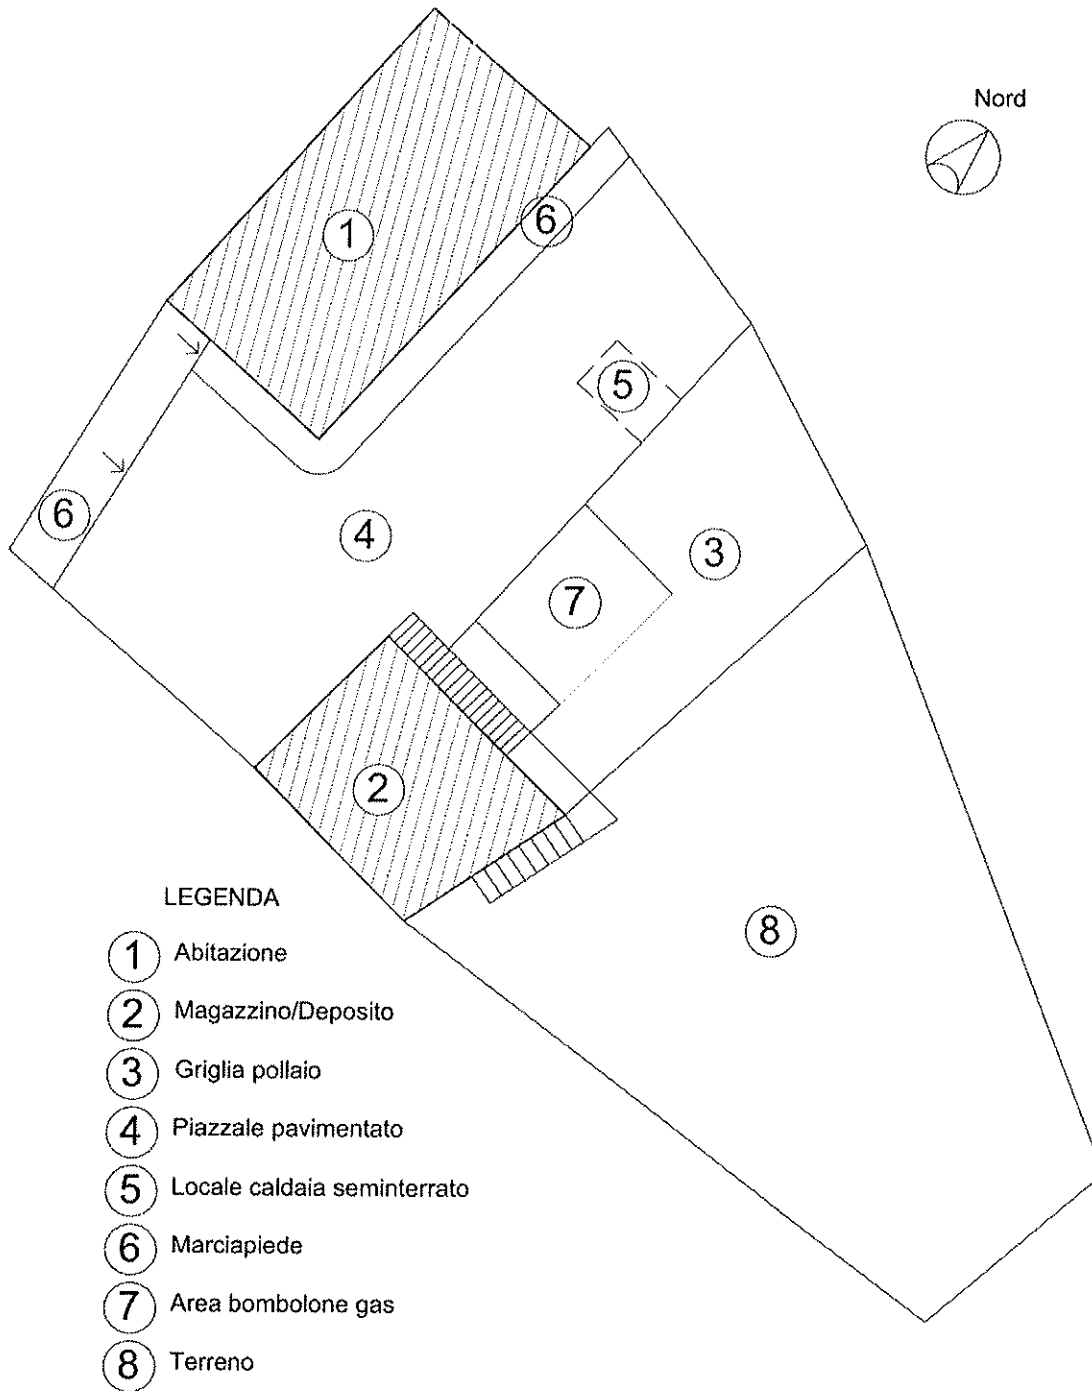 Nord
1
6
5
6
4
3
7
2
8
LEGENDA
1 Abitazione
2 Magazzino/Deposito
3 Griglia pollaio
4 Piazzale pavimentato
5 Locale caldaia seminterrato
6 Marciapiede
7 Area bombolone gas
8 Terreno